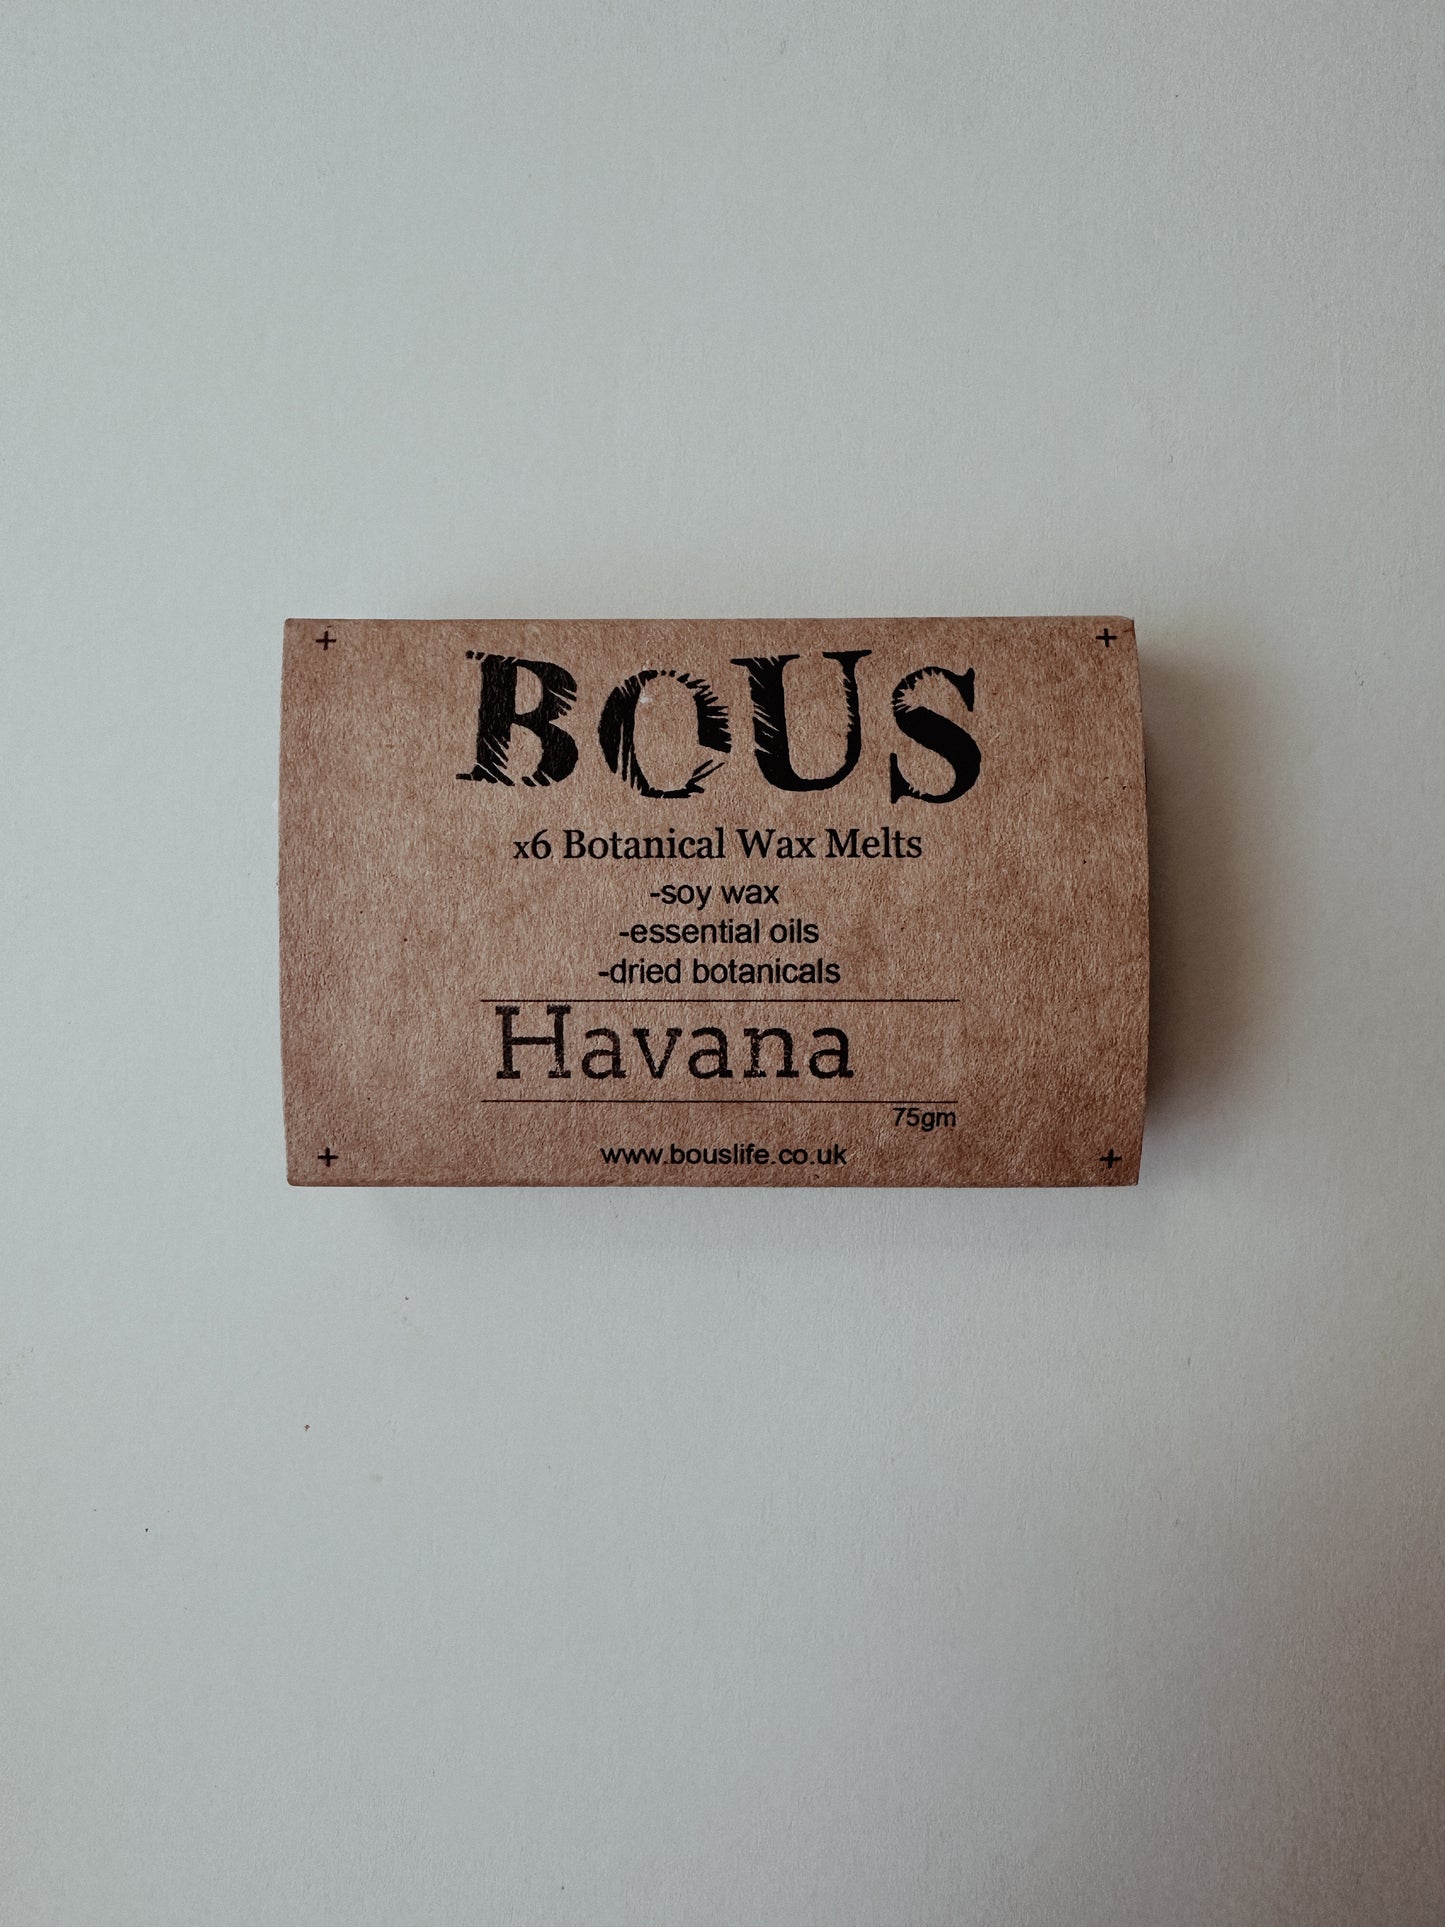 BOUS
x6 Botanical Wax Melts
-soy wax
-essential oils
-dried botanicals
Havana
75gm
www.bouslife.co.uk